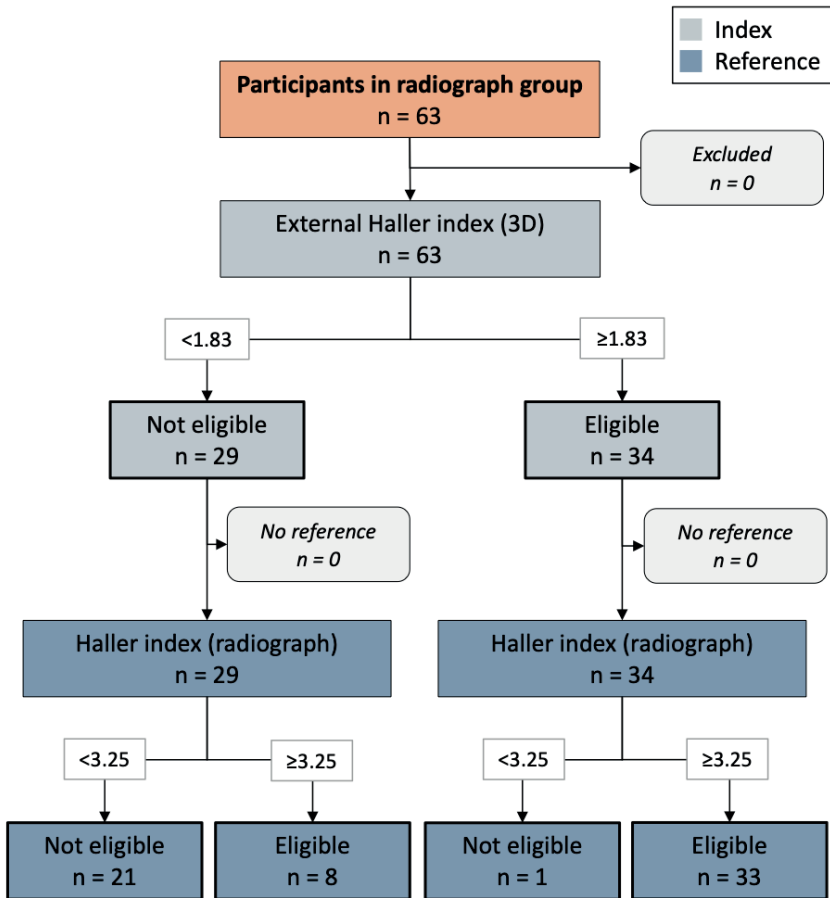 Index
Reference
Participants in radiograph group
n = 63
Excluded
n = 0
External Haller index (3D)
n = 63
<1.83
≥1.83
Not eligible
n = 29
Eligible
n = 34
No reference
n = 0
No reference
n = 0
Haller index (radiograph)
n = 29
Haller index (radiograph)
n = 34
<3.25
≥3.25
<3.25
≥3.25
Not eligible
n = 21
Eligible
n = 8
Not eligible
n = 1
Eligible
n = 33